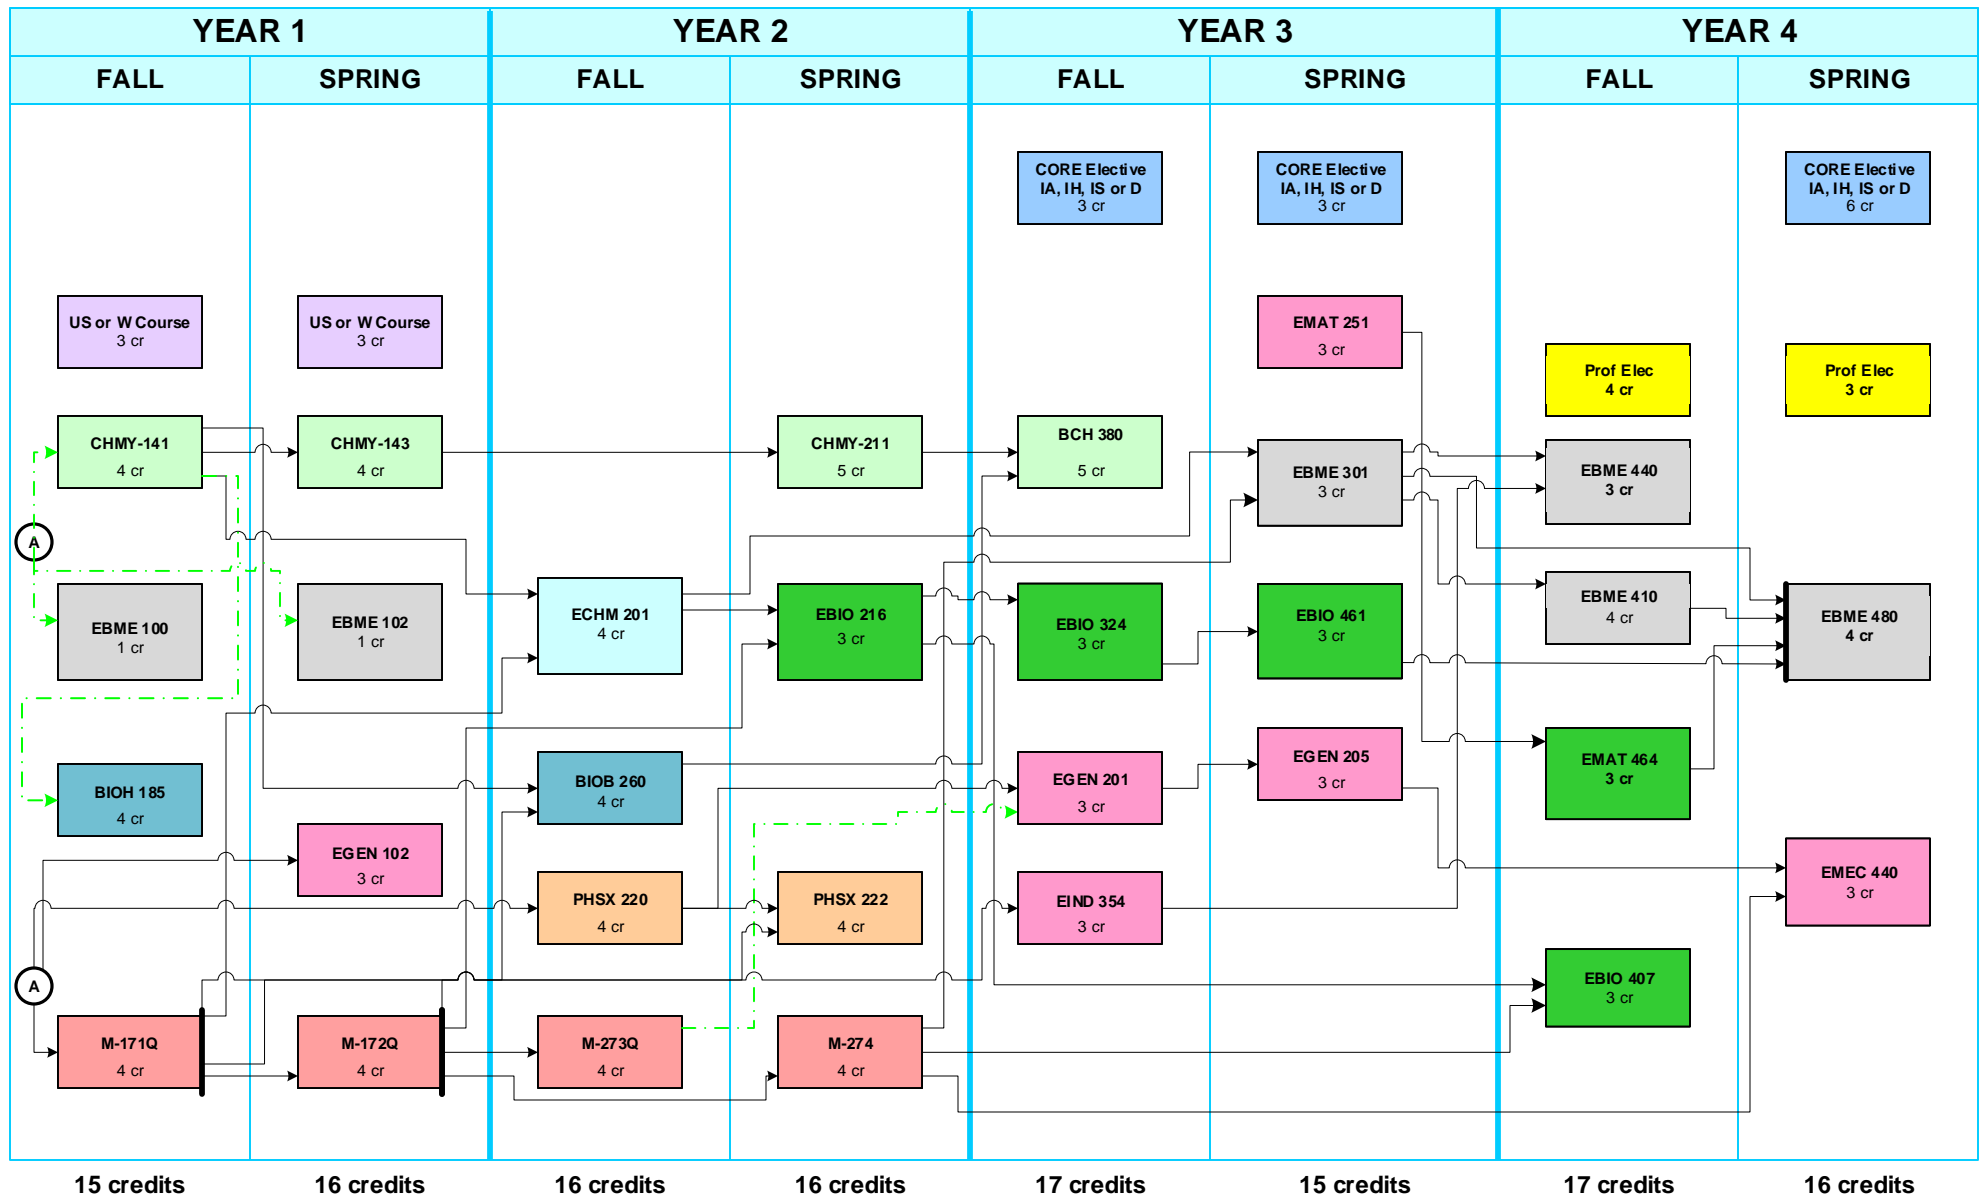 YEAR 1
YEAR 2
YEAR 3
YEAR 4
FALL
SPRING
FALL
SPRING
FALL
SPRING
FALL
SPRING
US or W Course
3 cr
CHMY-141
4 cr
A
EBME 100
1 cr
BIOH 185
4 cr
A
M-171Q
4 cr
US or W Course
3 cr
CHMY-143
4 cr
EBME 102
1 cr
EGEN 102
3 cr
M-172Q
4 cr
ECHM 201
4 cr
BIOB 260
4 cr
PHSX 220
4 cr
M-273Q
4 cr
CHMY-211
5 cr
EBIO 216
3 cr
PHSX 222
4 cr
M-274
4 cr
CORE Elective
IA, IH, IS or D
3 cr
BCH 380
5 cr
EBIO 324
3 cr
EGEN 201
3 cr
EIND 354
3 cr
CORE Elective
IA, IH, IS or D
3 cr
EMAT 251
3 cr
EBME 301
3 cr
EBIO 461
3 cr
EGEN 205
3 cr
Prof Elec
4 cr
EBME 440
3 cr
EBME 410
4 cr
EMAT 464
3 cr
EBIO 407
3 cr
CORE Elective
IA, IH, IS or D
6 cr
Prof Elec
3 cr
EBME 480
4 cr
EMEC 440
3 cr
15 credits
16 credits
16 credits
16 credits
17 credits
15 credits
17 credits
16 credits